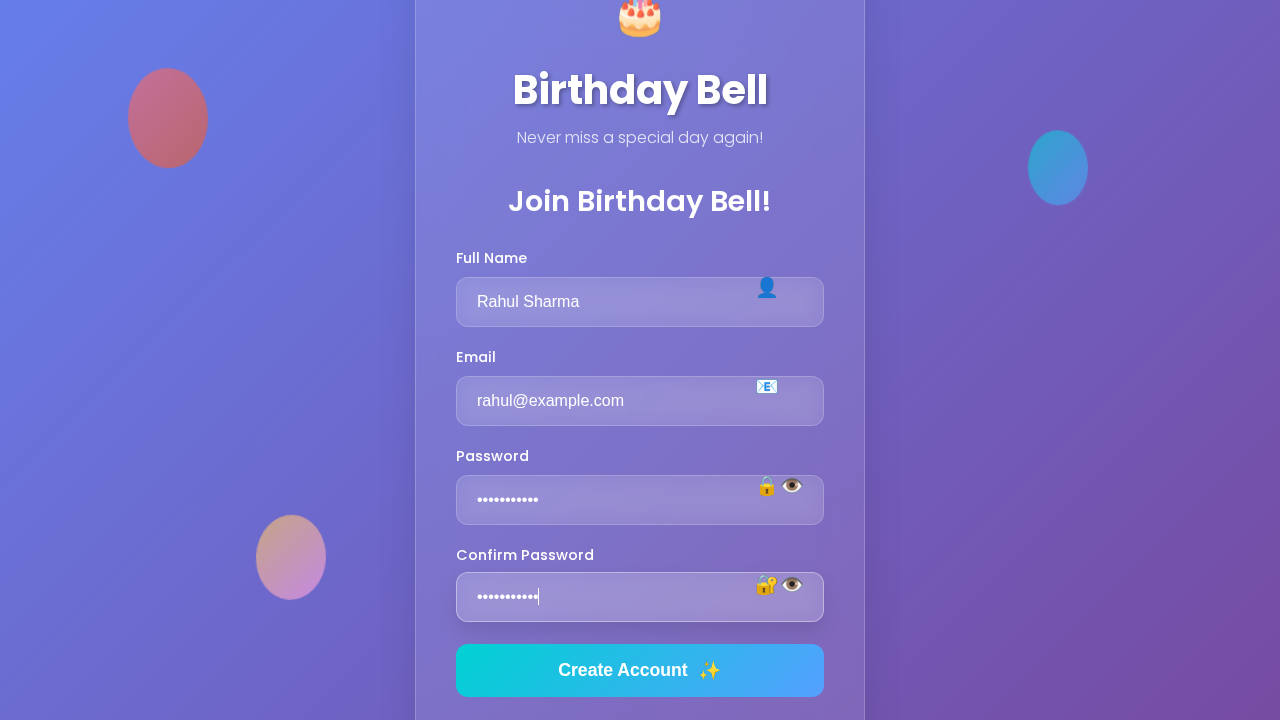 Birthday Bell
Never miss a special day again!
Join Birthday Bell!
Full Name
Rahul Sharma
Email
rahul@example.com
Password
•••••••••••
Confirm Password
•••••••••••
Create Account ✨